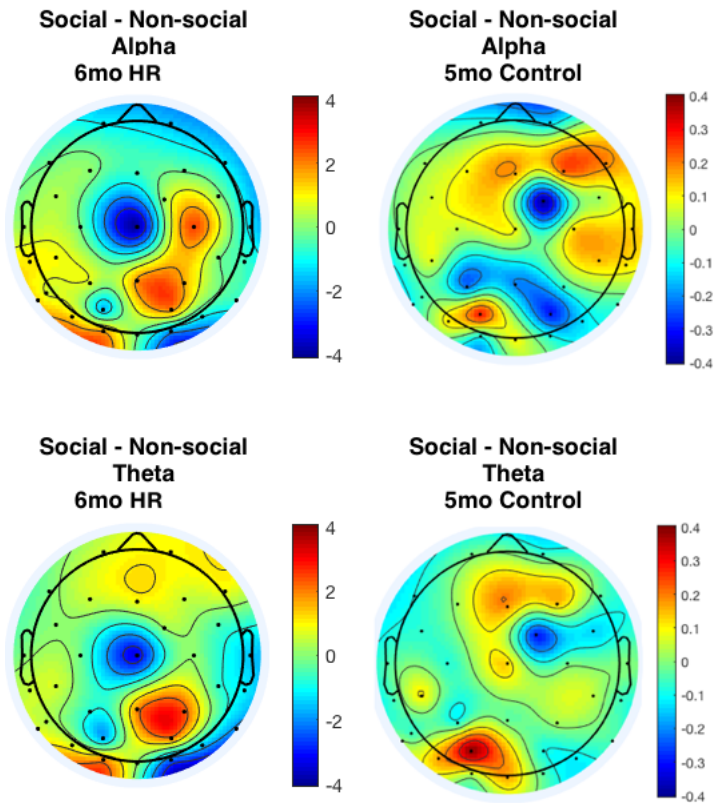 Social - Non-social
Alpha
6mo HR
4
2
0
-2
-4
Social - Non-social
Alpha
5mo Control
0.4
0.3
0.2
0.1
0
-0.1
-0.2
-0.3
-0.4
Social - Non-social
Theta
6mo HR
4
2
0
-2
-4
Social - Non-social
Theta
5mo Control
0.4
0.3
0.2
0.1
0
-0.1
-0.2
-0.3
-0.4